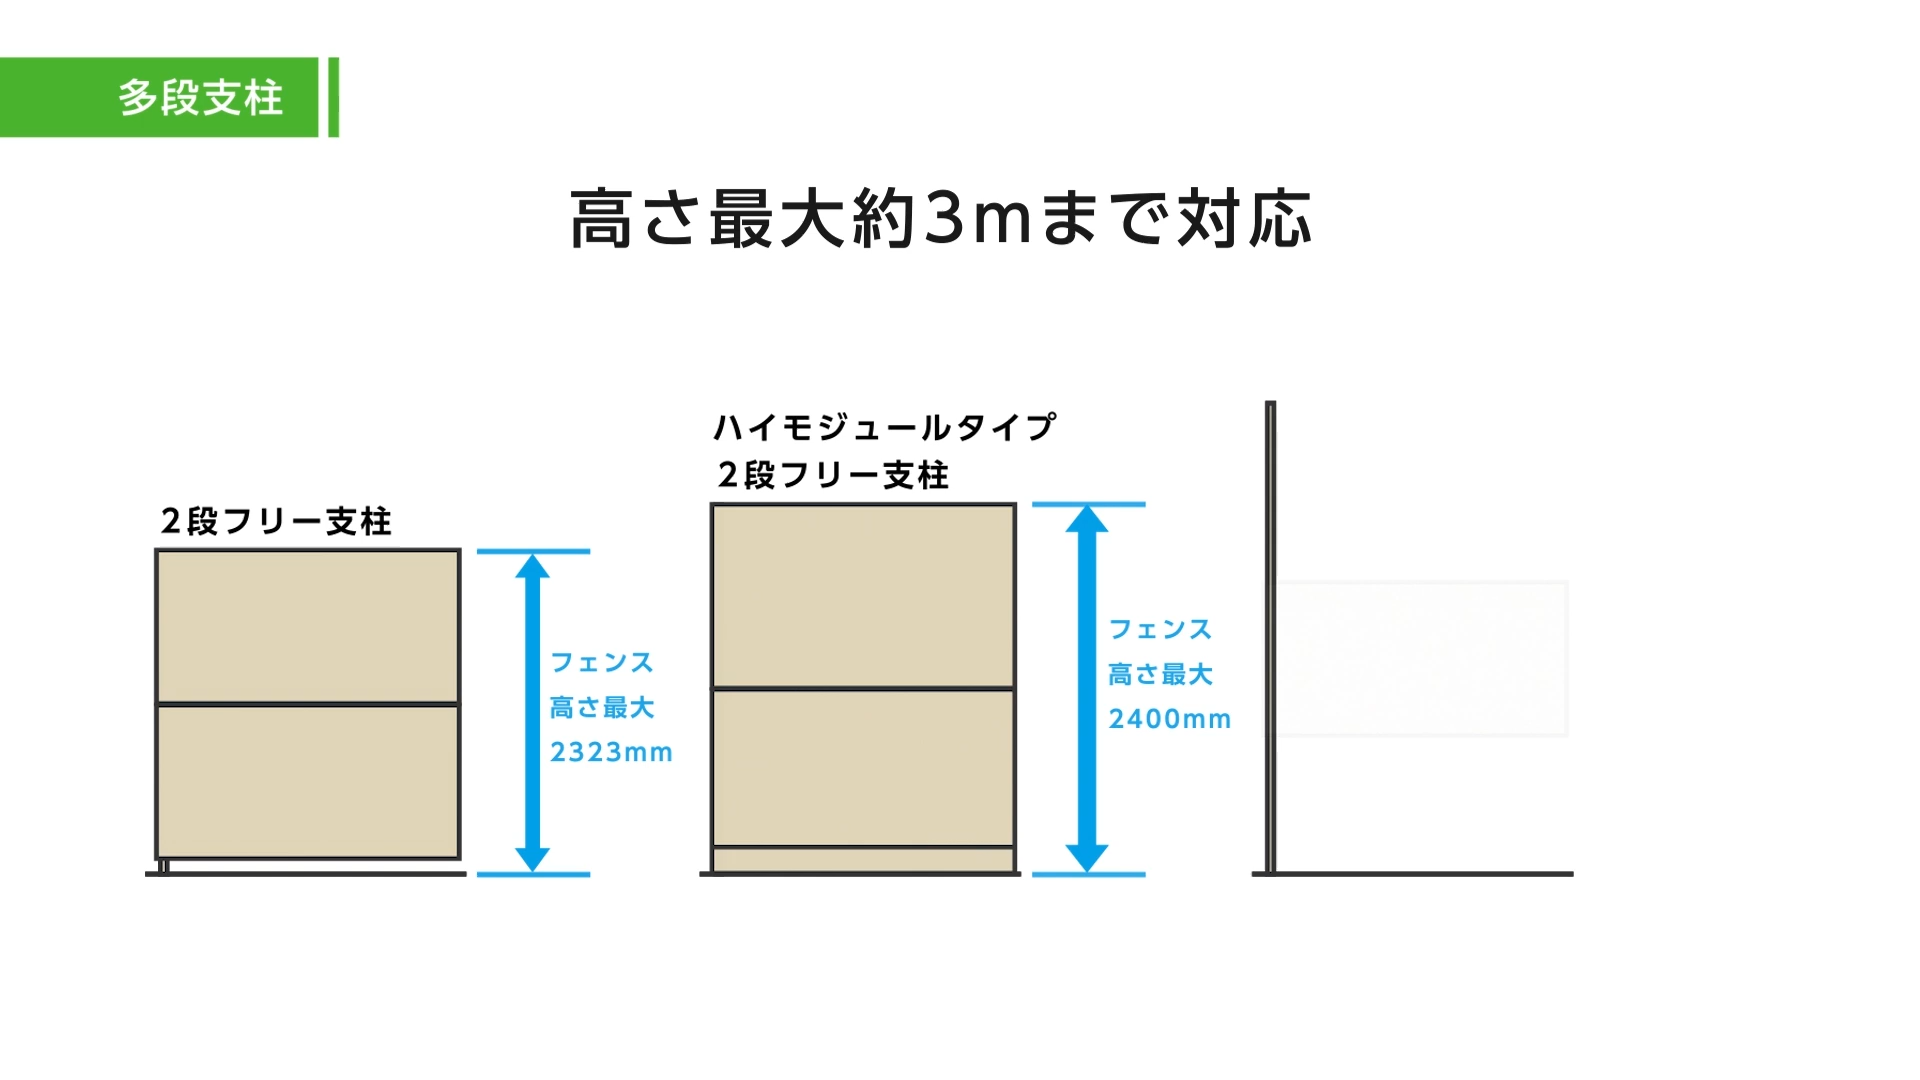 多段支柱
高さ最大約3mまで対応
2段フリー支柱
フェンス
高さ最大
2323mm
ハイモジュールタイプ
2段フリー支柱
フェンス
高さ最大
2400mm